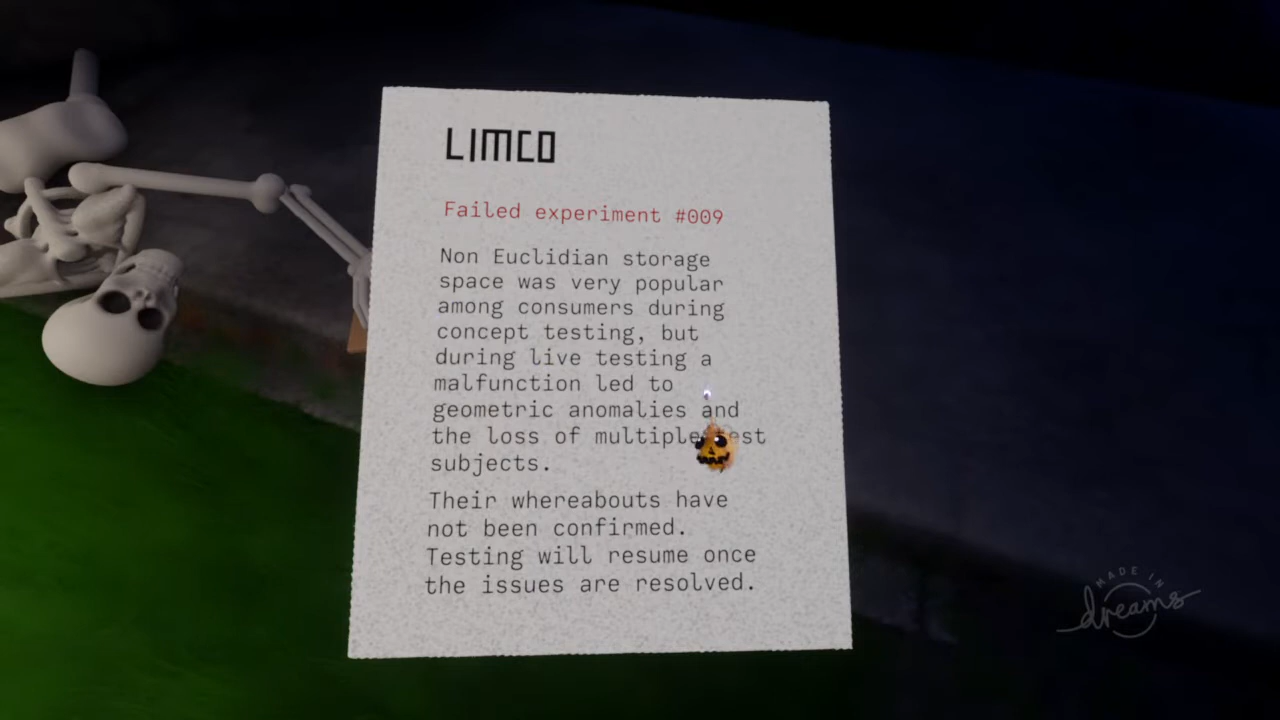 LIMCO
Failed experiment #009
Non Euclidian storage
space was very popular
among consumers during
concept testing, but
during live testing a
malfunction led to
geometric anomalies and
the loss of multiple test
subjects.
Their whereabouts have
not been confirmed.
Testing will resume once
the issues are resolved.
MADE IN
dreams